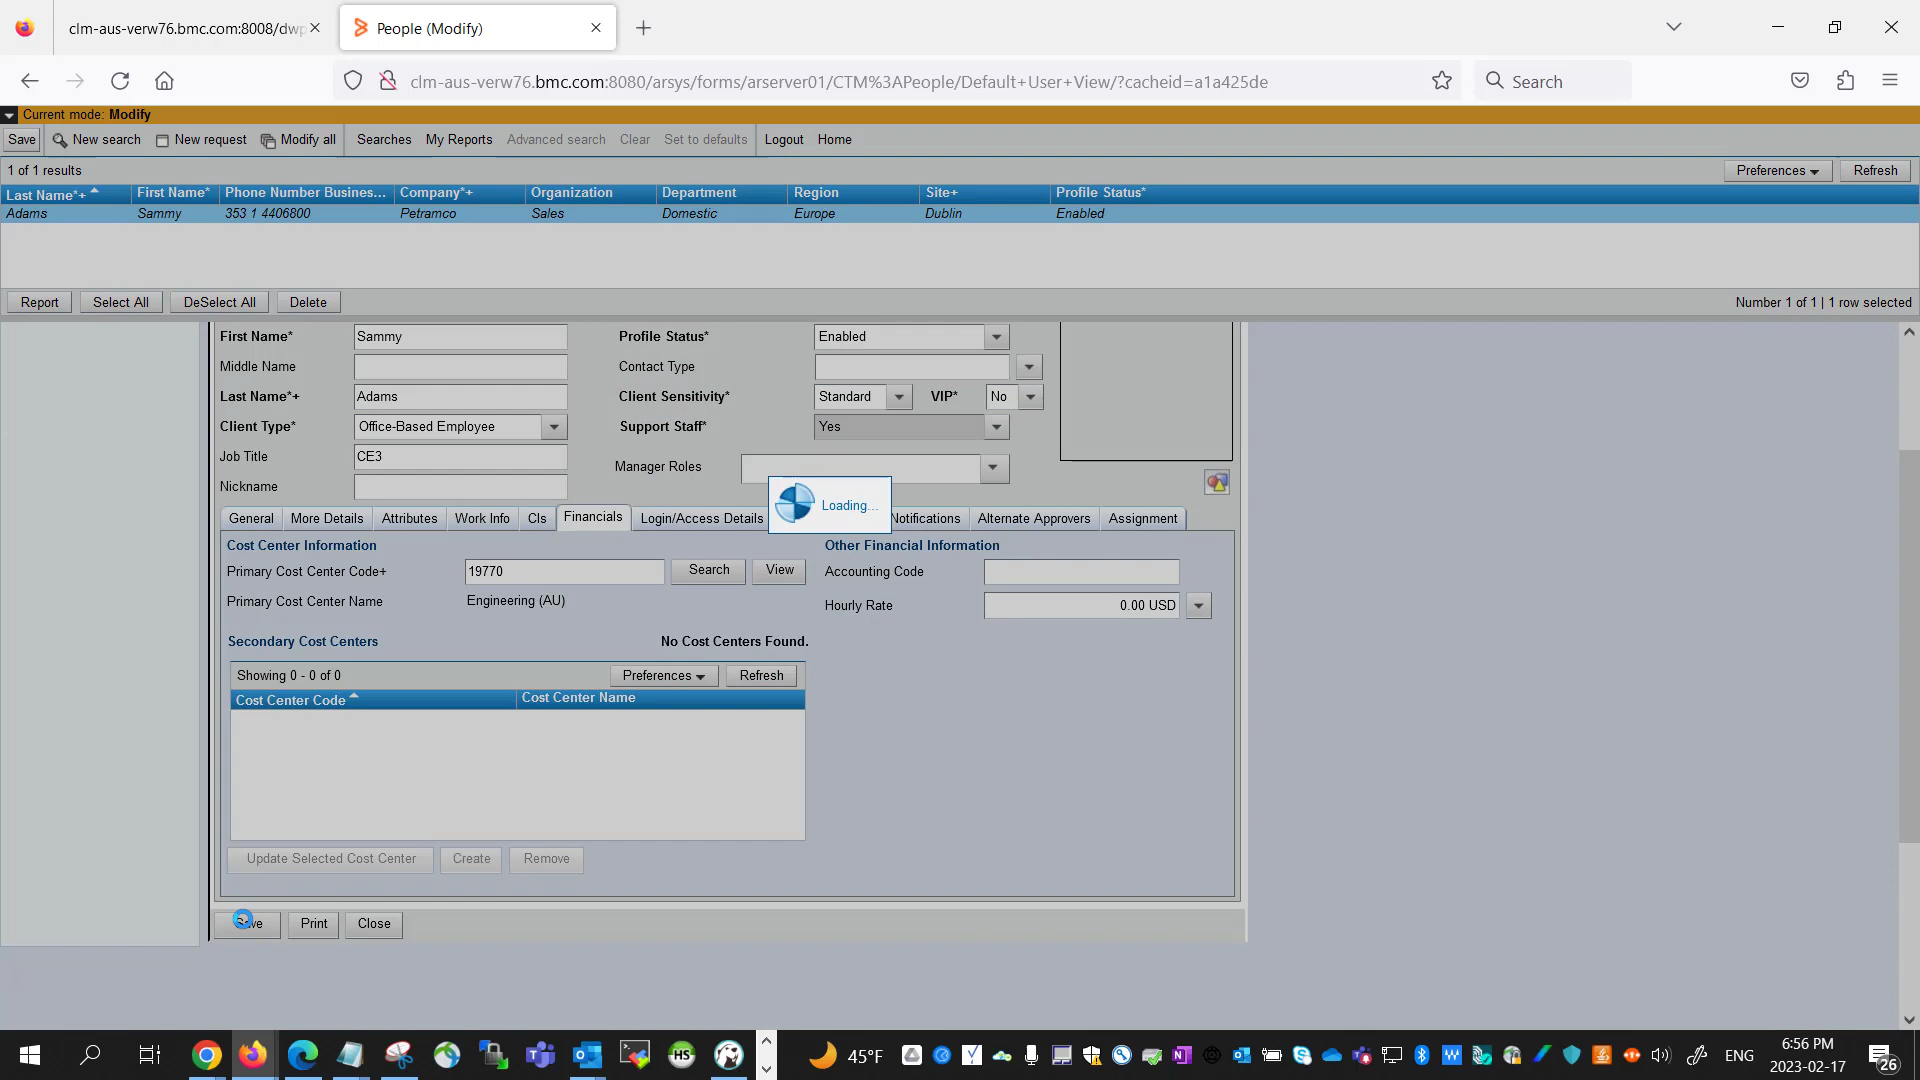 clm-aus-verw76.bmc.com:8008/dwp
People (Modify)
clm-aus-verw76.bmc.com:8080/arsys/forms/arserver01/CTM%3APeople/Default+User+View/?cacheid=a1a425de
Search
Current mode: Modify
Save New search New request Modify all Searches My Reports Advanced search Clear Set to defaults Logout Home
1 of 1 results Preferences Refresh
Last Name*+ First Name* Phone Number Busines... Company*+ Organization Department Region Site+ Profile Status*
Adams Sammy 353 1 4406800 Petramco Sales Domestic Europe Dublin Enabled
Report Select All DeSelect All Delete Number 1 of 1 | 1 row selected
First Name* Sammy Profile Status* Enabled
Middle Name Contact Type
Last Name*+ Adams Client Sensitivity* Standard VIP* No
Client Type* Office-Based Employee Support Staff* Yes
Job Title CE3 Manager Roles
Nickname
Loading...
General More Details Attributes Work Info CIs Financials Login/Access Details Notifications Alternate Approvers Assignment
Cost Center Information Other Financial Information
Primary Cost Center Code+ 19770 Search View Accounting Code
Primary Cost Center Name Engineering (AU) Hourly Rate 0.00 USD
Secondary Cost Centers No Cost Centers Found.
Showing 0 - 0 of 0 Preferences Refresh
Cost Center Code Cost Center Name
Update Selected Cost Center Create Remove
Save Print Close
45°F ENG 6:56 PM
2023-02-17
26